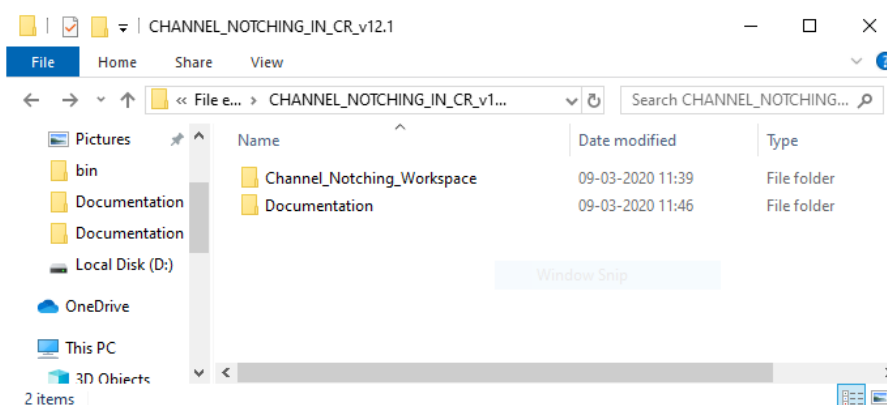 CHANNEL_NOTCHING_IN_CR_v12.1
File Home Share View
« File e... > CHANNEL_NOTCHING_IN_CR_v1... Search CHANNEL_NOTCHING...
Name Date modified Type
Pictures
bin
Documentation
Documentation
Local Disk (D:)
OneDrive
This PC
3D Objects
Channel_Notching_Workspace 09-03-2020 11:39 File folder
Documentation 09-03-2020 11:46 File folder
Window Snip
2 items